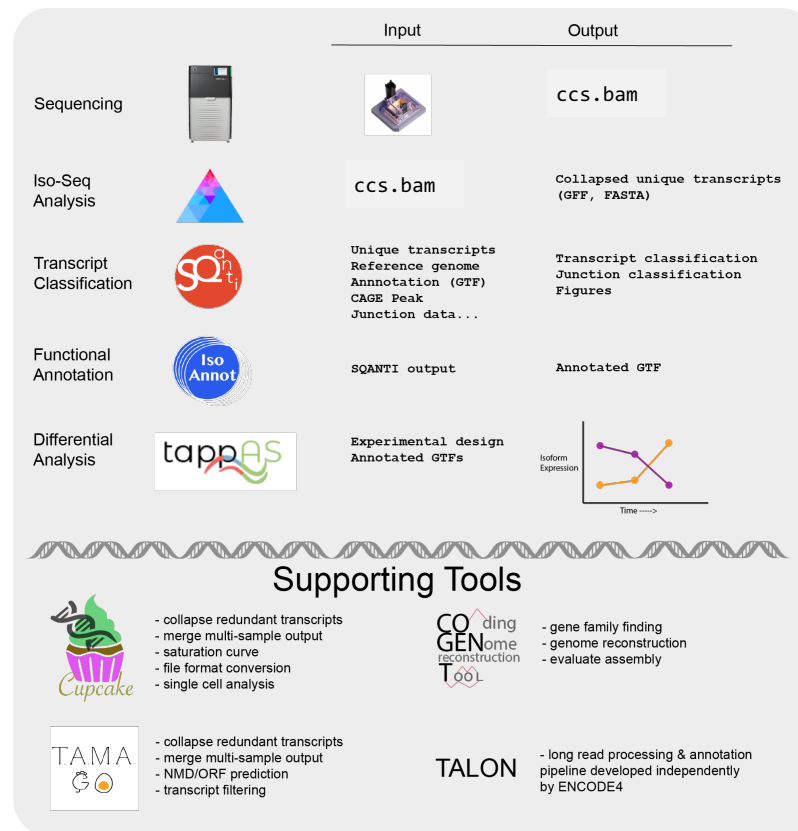 Input
Output
Sequencing
ccs.bam
Iso-Seq
Analysis
ccs.bam
Collapsed unique transcripts
(GFF, FASTA)
Transcript
Classification
SQanti
Unique transcripts
Reference genome
Annnotation (GTF)
CAGE Peak
Junction data...
Transcript classification
Junction classification
Figures
Functional
Annotation
Iso
Annot
SQANTI output
Annotated GTF
Differential
Analysis
tappAS
Experimental design
Annotated GTFs
Isoform
Expression
Time ----->
Supporting Tools
Cupcake
- collapse redundant transcripts
- merge multi-sample output
- saturation curve
- file format conversion
- single cell analysis
COding
GENome
reconstruction
Tool
- gene family finding
- genome reconstruction
- evaluate assembly
T.A.M.A.
GO
- collapse redundant transcripts
- merge multi-sample output
- NMD/ORF prediction
- transcript filtering
TALON
- long read processing & annotation
pipeline developed independently
by ENCODE4